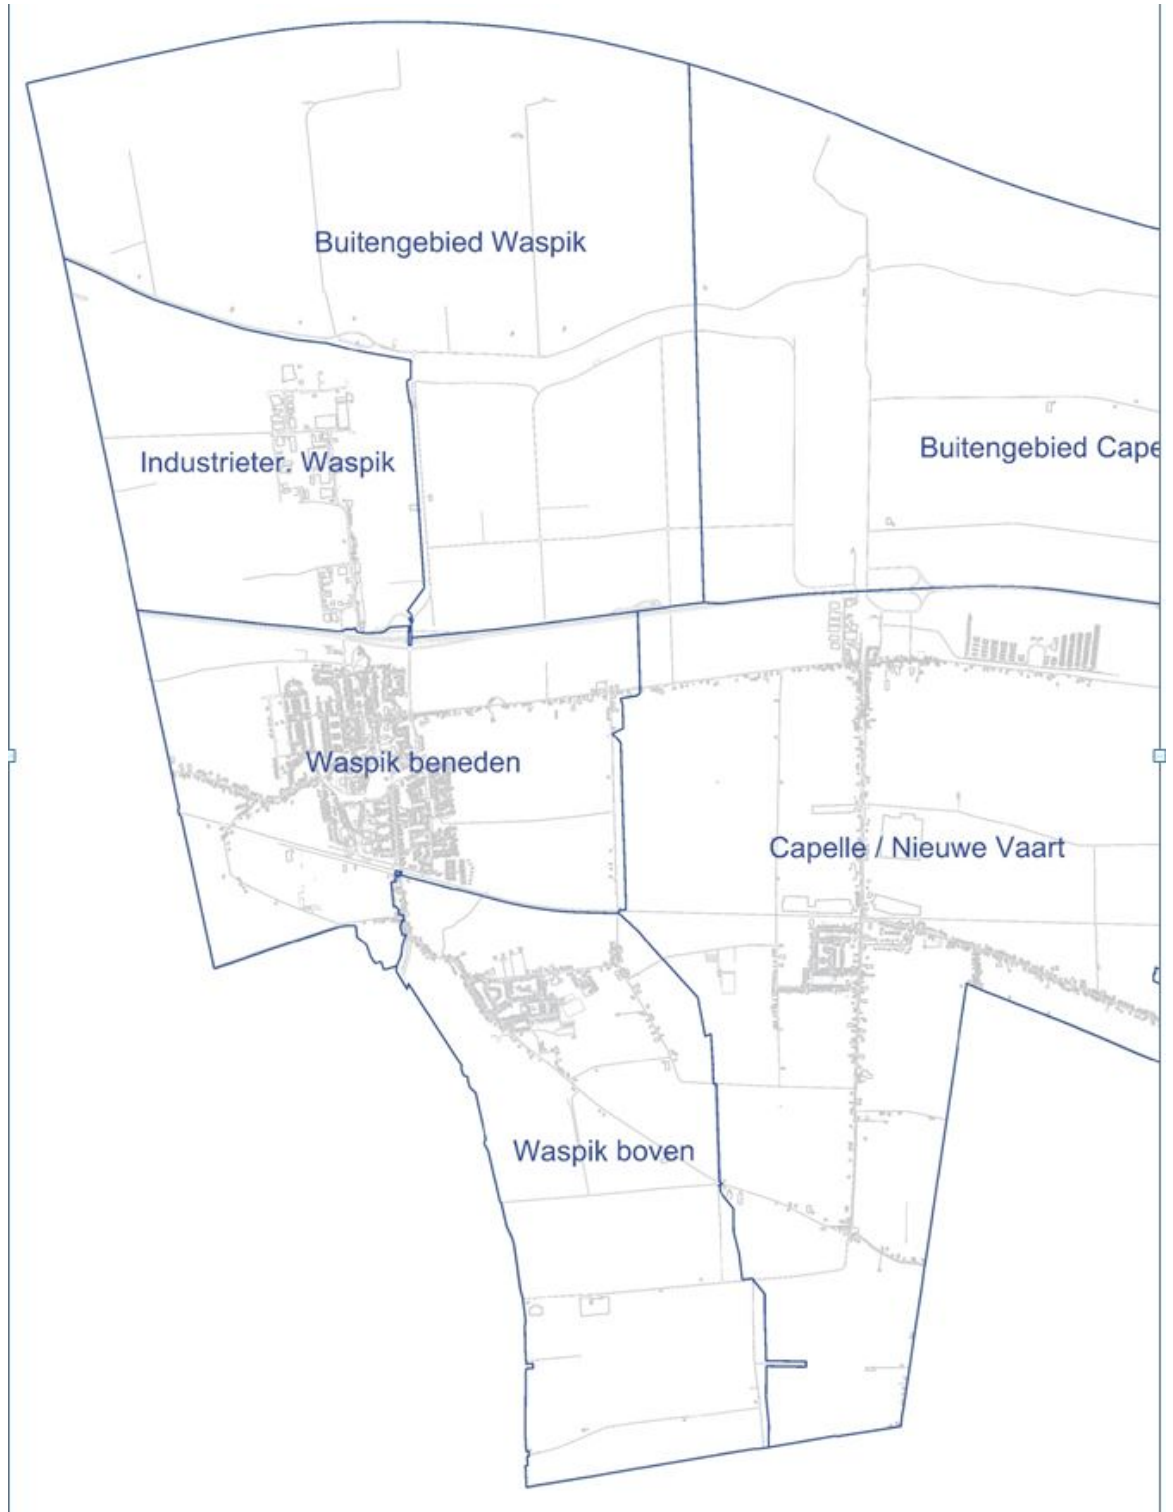 Buitengebied Waspik
Buitengebied Cape
Industrieter. Waspik
Waspik beneden
Capelle / Nieuwe Vaart
Waspik boven